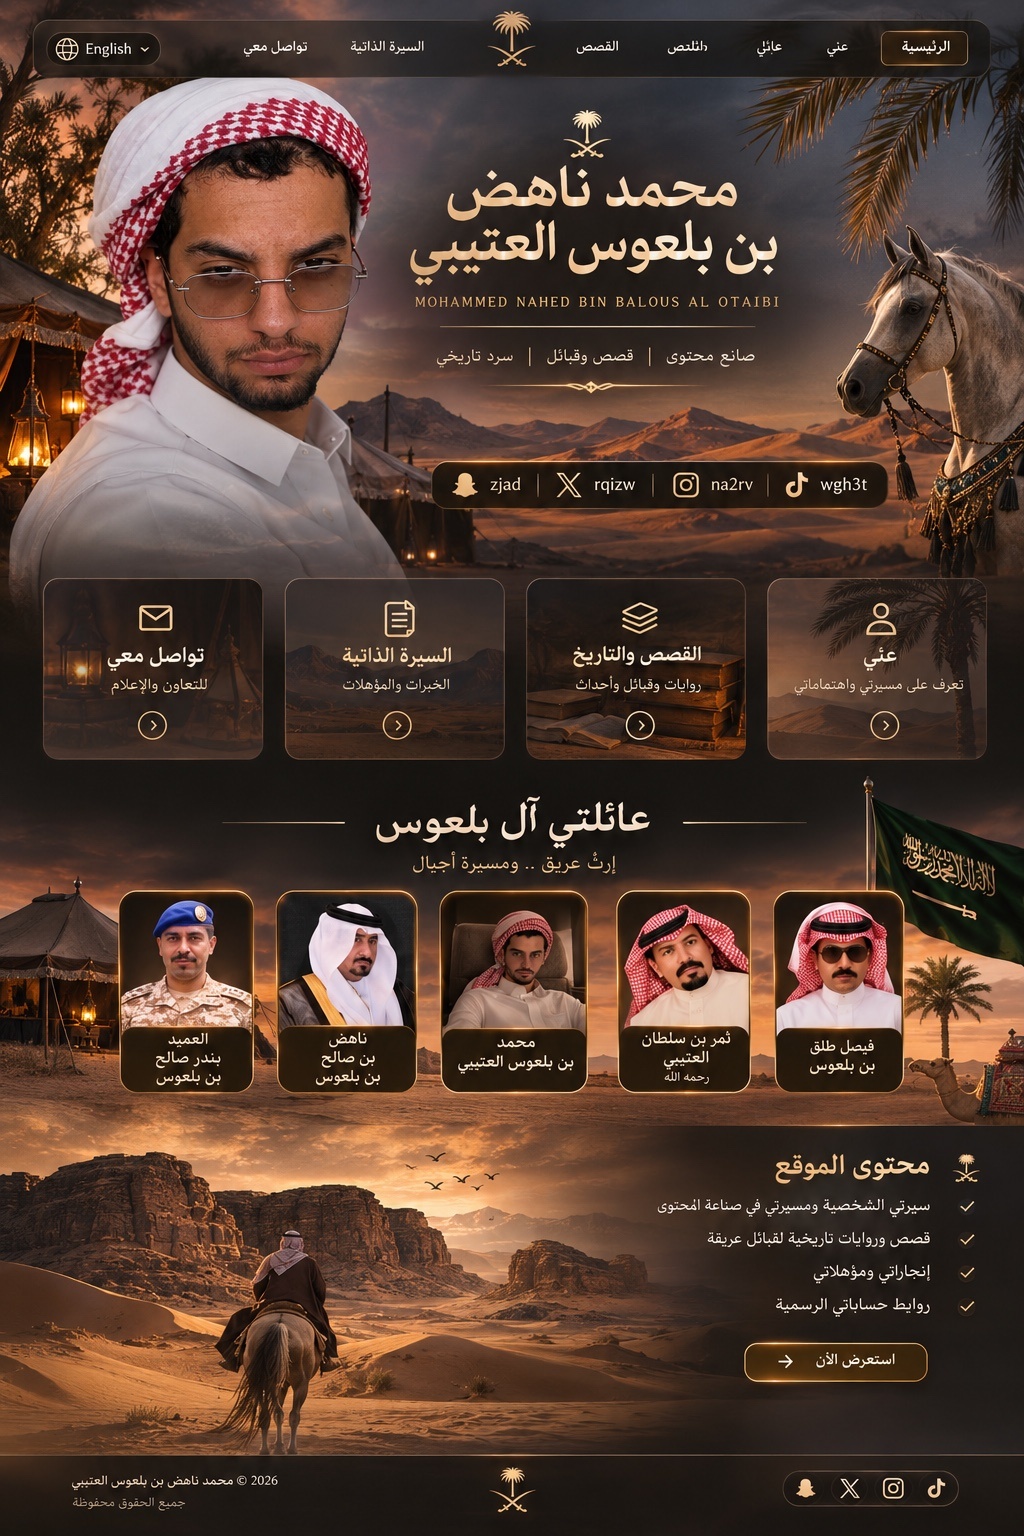 الرئيسية
عني
القصص
السيرة الذاتية
تواصل معي
English
محمد ناهض
بن بلعوس العتيبي
MOHAMMED NAHED BIN BALOUS AL OTAIBI
صانع محتوى | قصص وقبائل | سرد تاريخي
zjad | rqizw | na2rv | wgh3t
عني
تعرف على مسيرتي واهتماماتي
القصص والتاريخ
روايات وقبائل وأحداث
السيرة الذاتية
الخبرات والمؤهلات
تواصل معي
للتعاون والإعلام
عائلتي آل بلعوس
إرثٌ عريق .. ومسيرة أجيال
فيصل طلق
بن بلعوس
ثمر بن سلطان
العتيبي
رحمه الله
محمد
بن بلعوس العتيبي
ناهض
بن صالح
بن بلعوس
العميد
بندر صالح
بن بلعوس
محتوى الموقع
سيرتي الشخصية ومسيرتي في صناعة المحتوى
قصص وروايات تاريخية لقبائل عريقة
إنجاراتي ومؤهلاتي
روايط حساباتي الرسمية
استعرض الأن
2026 © محمد ناهض بن بلعوس العتيبي
جميع الحقوق محفوظة